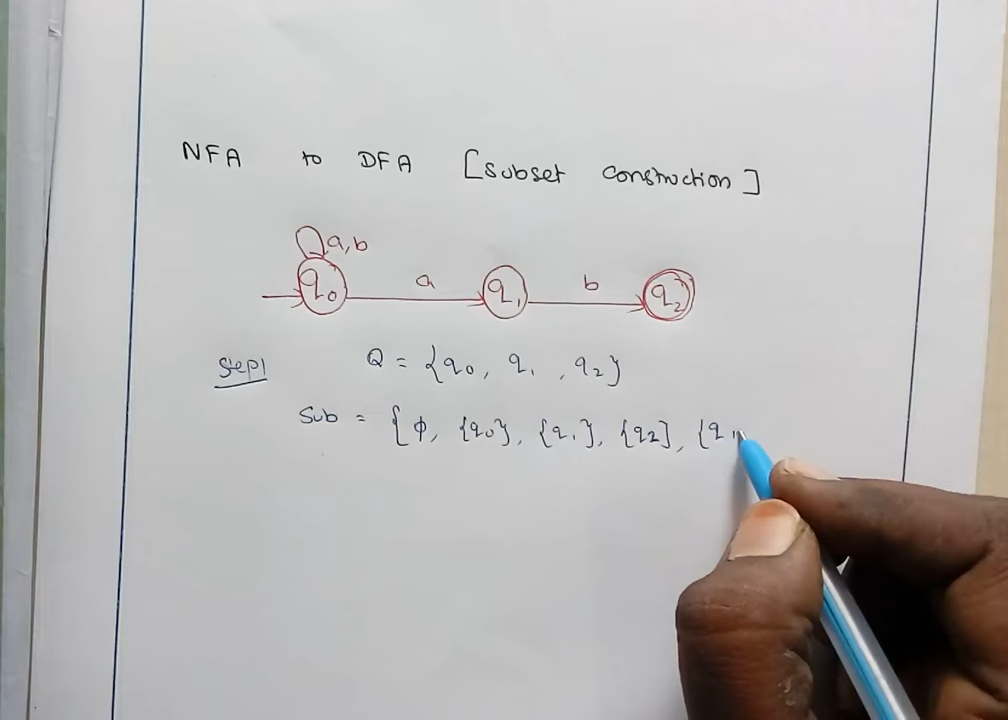 NFA to DFA [Subset Construction]
a,b
q0 a q1 b q2
Step1 Q = {q0, q1, q2}
Sub = {ϕ, {q0}, {q1}, {q2], {q1